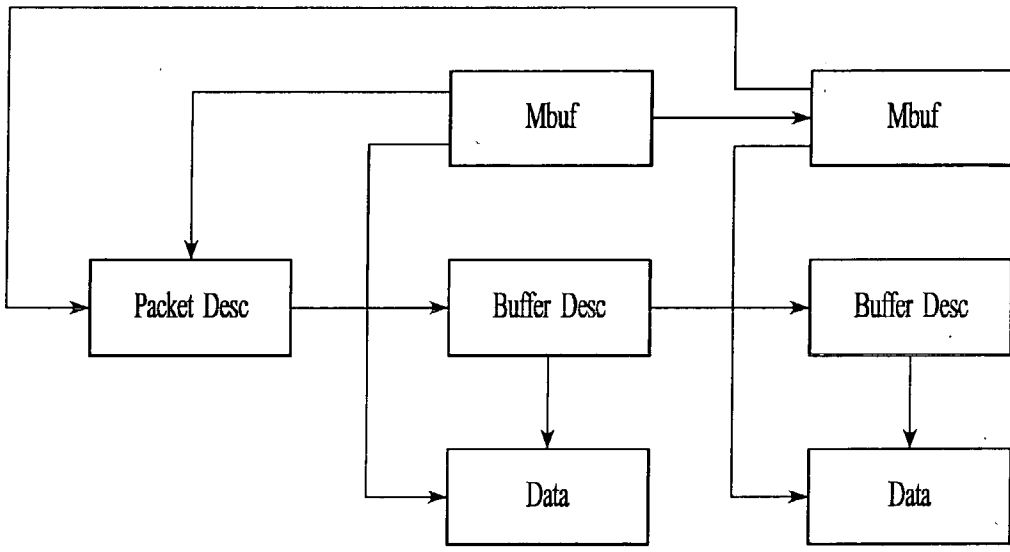 Mbuf
Mbuf
Packet Desc
Buffer Desc
Buffer Desc
Data
Data